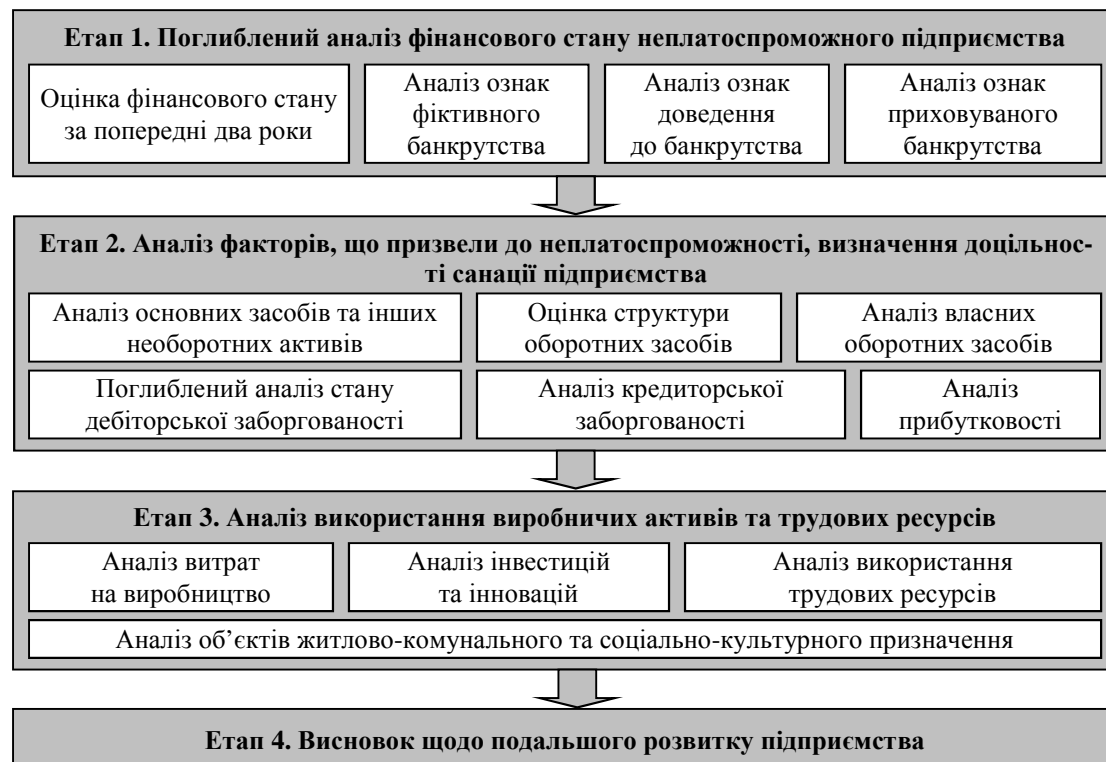 Етап 1. Поглиблений аналіз фінансового стану неплатоспроможного підприємства
Оцінка фінансового стану
за попередні два роки
Аналіз ознак
фіктивного
банкрутства
Аналіз ознак
доведення
до банкрутства
Аналіз ознак
приховуваного
банкрутства
Етап 2. Аналіз факторів, що призвели до неплатоспроможності, визначення доцільнос-
ті санації підприємства
Аналіз основних засобів та інших
необоротних активів
Оцінка структури
оборотних засобів
Аналіз власних
оборотних засобів
Поглиблений аналіз стану
дебіторської заборгованості
Аналіз кредиторської
заборгованості
Аналіз
прибутковості
Етап 3. Аналіз використання виробничих активів та трудових ресурсів
Аналіз витрат
на виробництво
Аналіз інвестицій
та інновацій
Аналіз використання
трудових ресурсів
Аналіз об’єктів житлово-комунального та соціально-культурного призначення
Етап 4. Висновок щодо подальшого розвитку підприємства